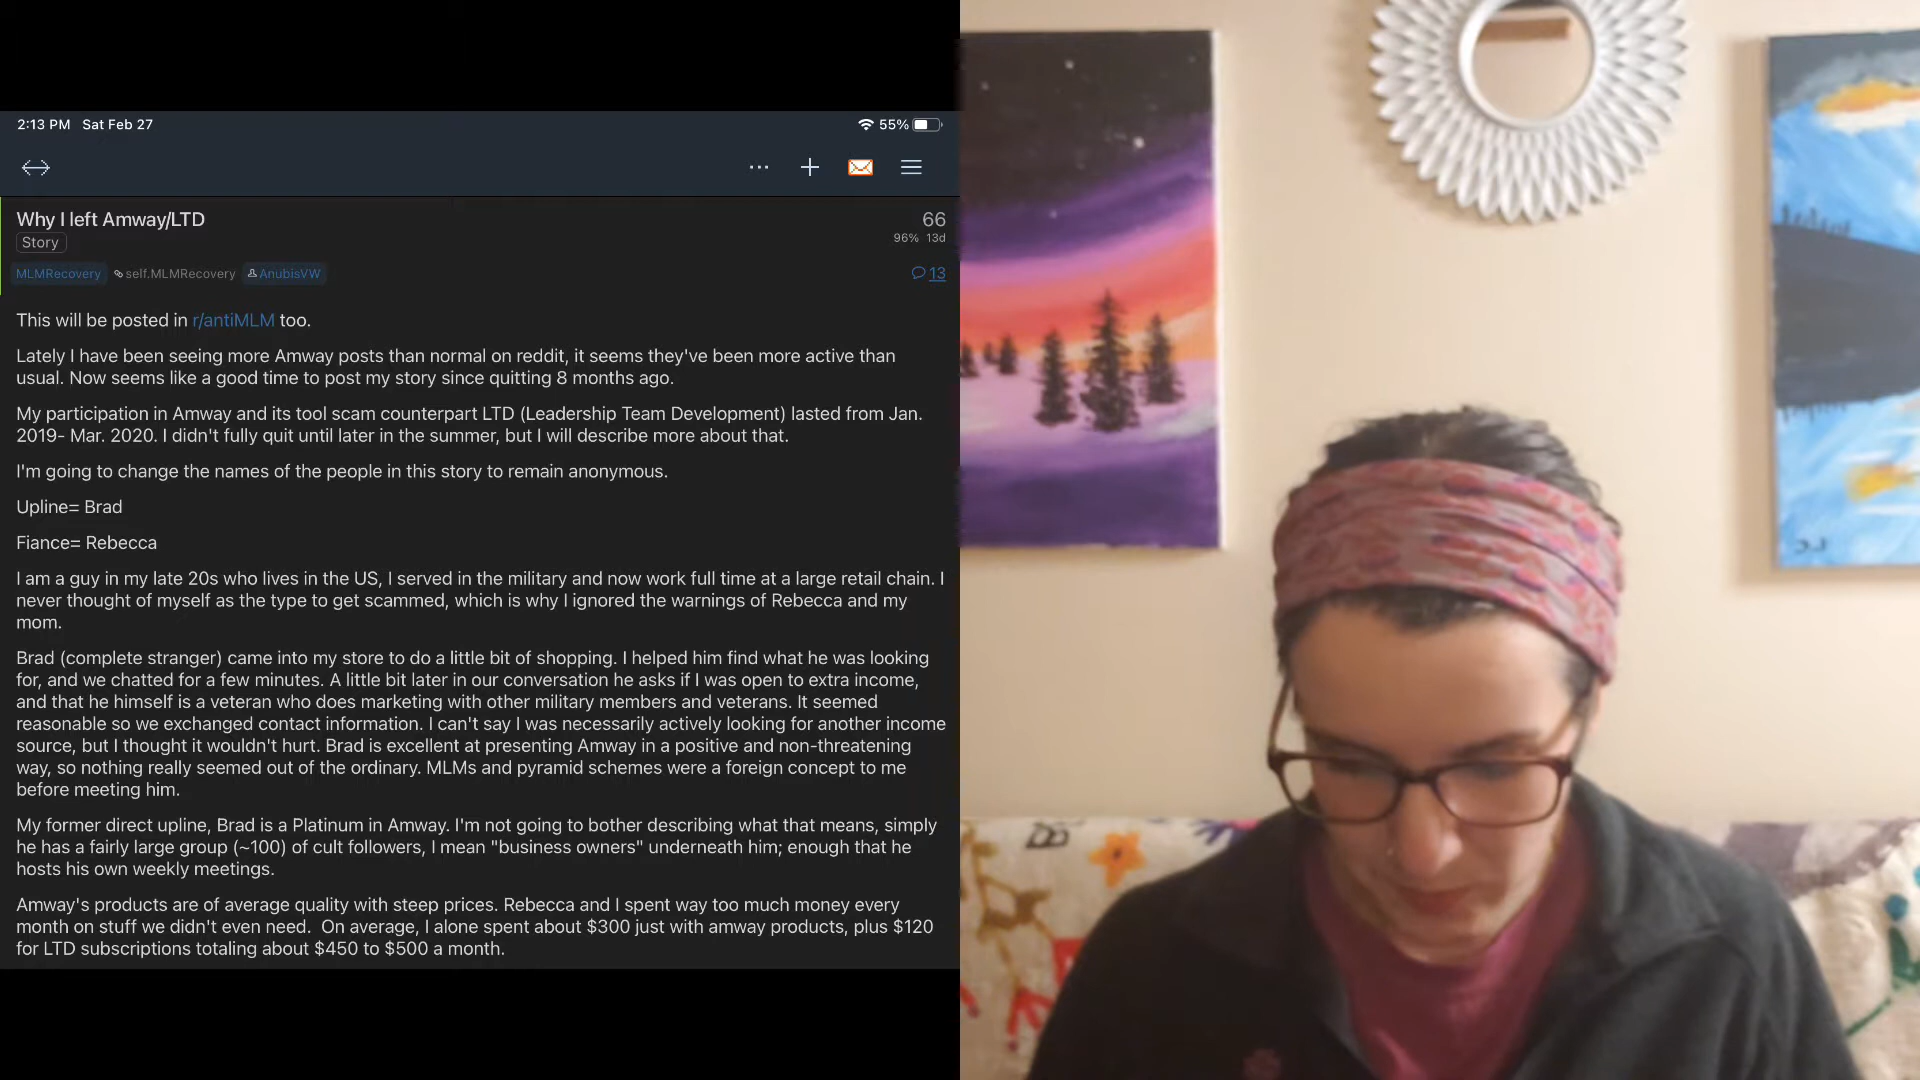 2:13 PM Sat Feb 27
55%
Why I left Amway/LTD
66
Story
96% 13d
MLMRecovery self.MLMRecovery AnubisVW
13
This will be posted in r/antiMLM too.
Lately I have been seeing more Amway posts than normal on reddit, it seems they've been more active than
usual. Now seems like a good time to post my story since quitting 8 months ago.
My participation in Amway and its tool scam counterpart LTD (Leadership Team Development) lasted from Jan.
2019- Mar. 2020. I didn't fully quit until later in the summer, but I will describe more about that.
I'm going to change the names of the people in this story to remain anonymous.
Upline= Brad
Fiance= Rebecca
I am a guy in my late 20s who lives in the US, I served in the military and now work full time at a large retail chain. I
never thought of myself as the type to get scammed, which is why I ignored the warnings of Rebecca and my
mom.
Brad (complete stranger) came into my store to do a little bit of shopping. I helped him find what he was looking
for, and we chatted for a few minutes. A little bit later in our conversation he asks if I was open to extra income,
and that he himself is a veteran who does marketing with other military members and veterans. It seemed
reasonable so we exchanged contact information. I can't say I was necessarily actively looking for another income
source, but I thought it wouldn't hurt. Brad is excellent at presenting Amway in a positive and non-threatening
way, so nothing really seemed out of the ordinary. MLMs and pyramid schemes were a foreign concept to me
before meeting him.
My former direct upline, Brad is a Platinum in Amway. I'm not going to bother describing what that means, simply
he has a fairly large group (~100) of cult followers, I mean "business owners" underneath him; enough that he
hosts his own weekly meetings.
Amway's products are of average quality with steep prices. Rebecca and I spent way too much money every
month on stuff we didn't even need. On average, I alone spent about $300 just with amway products, plus $120
for LTD subscriptions totaling about $450 to $500 a month.